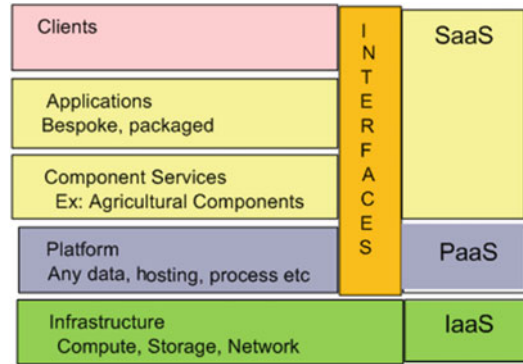 Clients
Applications
Bespoke, packaged
Component Services
Ex: Agricultural Components
Platform
Any data, hosting, process etc
Infrastructure
Compute, Storage, Network
INTERFACES
SaaS
PaaS
IaaS